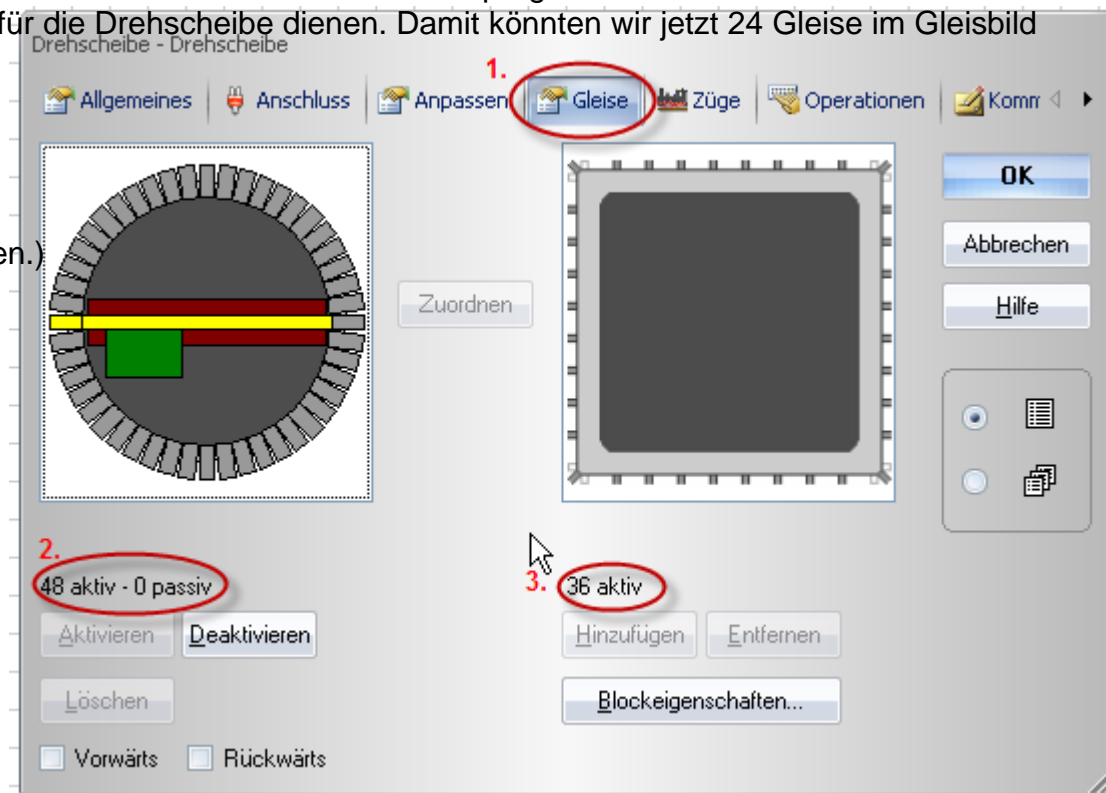 für die Drehscheibe dienen. Damit könnten wir jetzt 24 Gleise im Gleisbild
Drehscheibe - Drehscheibe
1.
Allgemeines Anschluss Anpassen Gleise Züge Operationen Komm
OK
en.)
Abbrechen
Zuordnen
Hilfe
2.
3.
48 aktiv - 0 passiv 36 aktiv
Aktivieren Deaktivieren Hinzufügen Entfernen
Löschen Blockeigenschaften...
Vorwärts Rückwärts